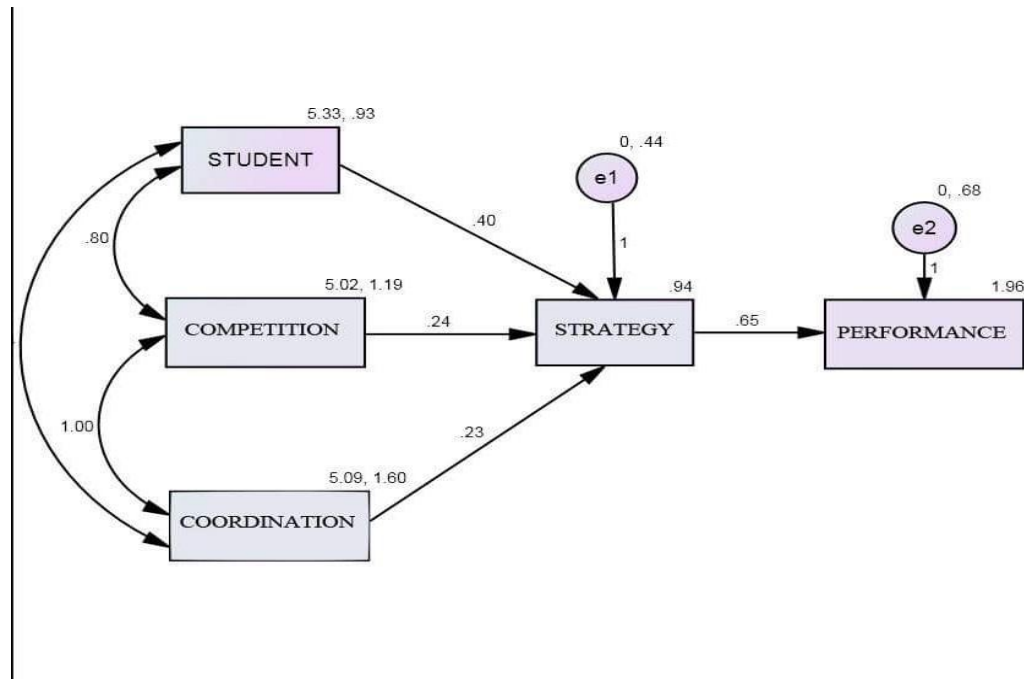 5.33, .93
STUDENT
0, .44
e1
0, .68
e2
.40
.80
1
1
5.02, 1.19
.94
1.96
COMPETITION
.24
STRATEGY
.65
PERFORMANCE
1.00
.23
5.09, 1.60
COORDINATION